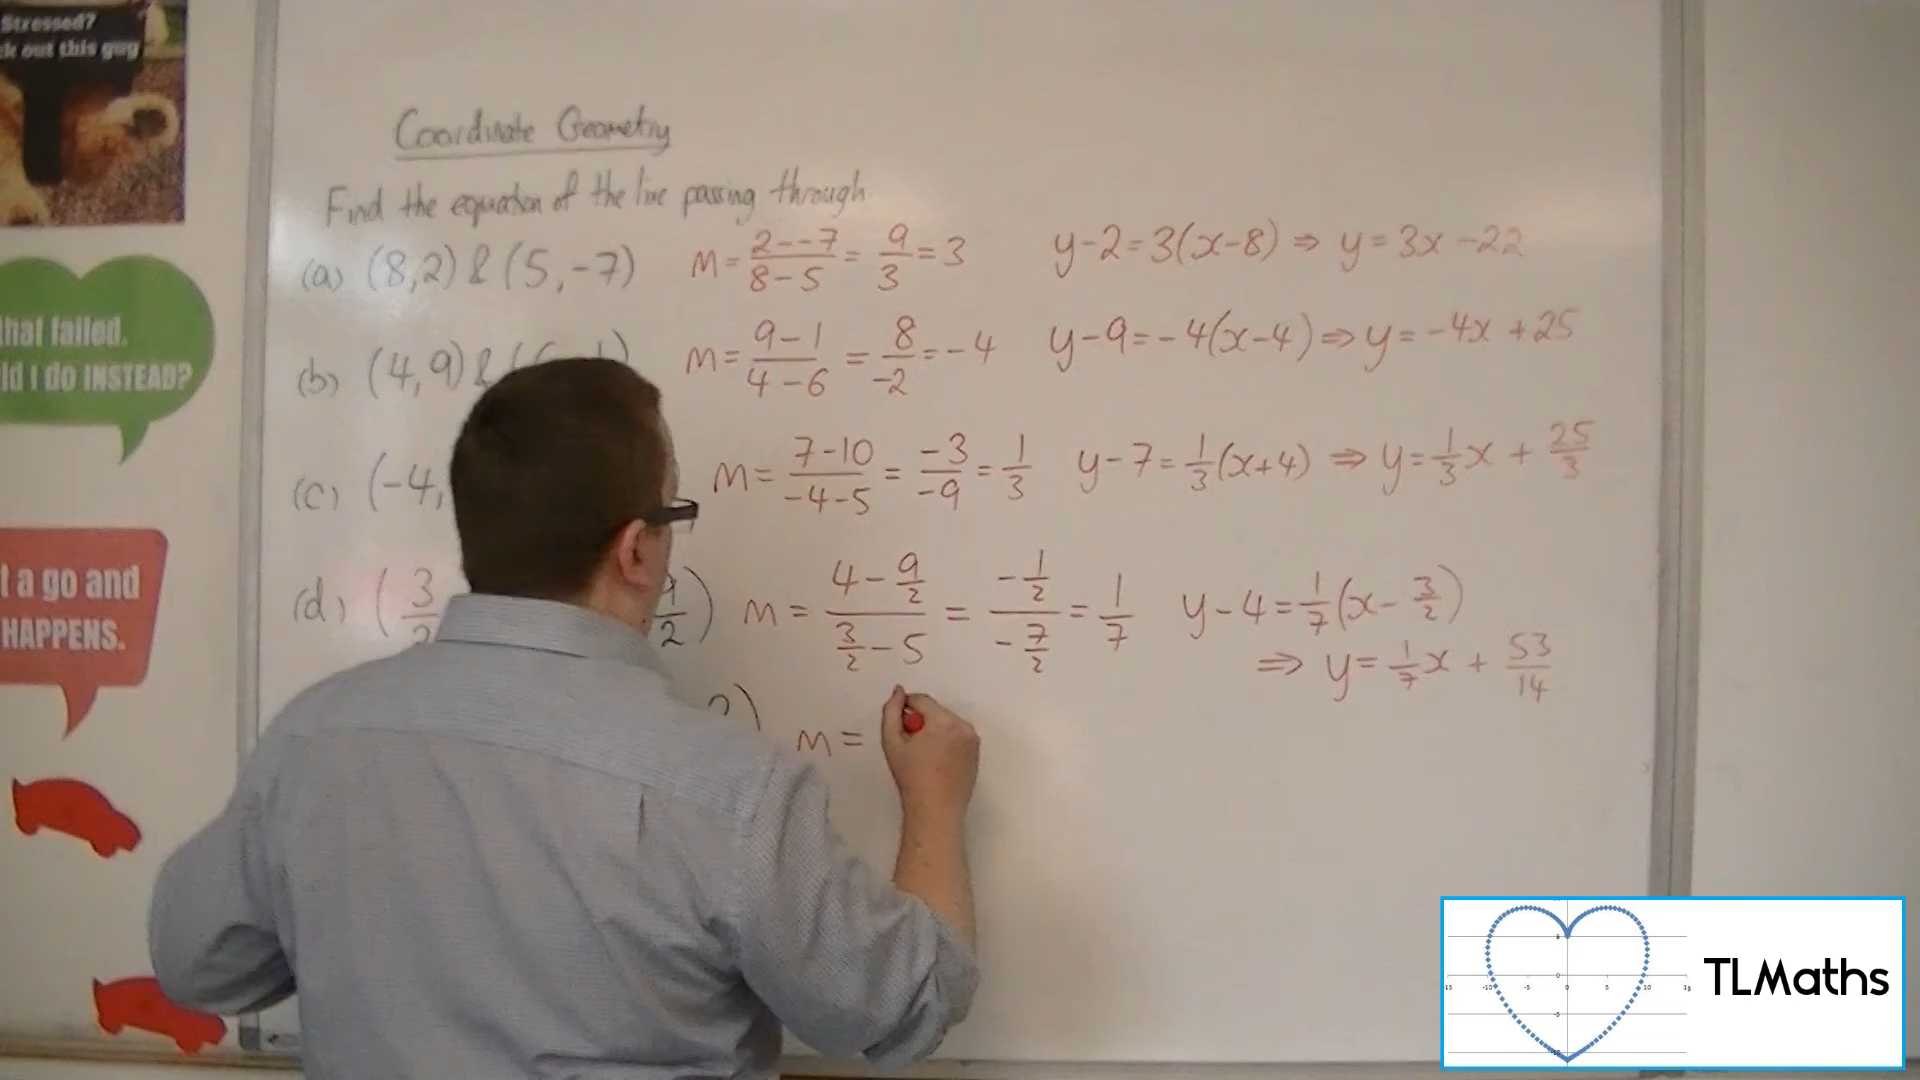 Stressed?
ck out this guy
that failed.
ld I do INSTEAD?
t a go and
HAPPENS.
Coordinate Geometry
Find the equation of the line passing through
(a) (8,2) & (5,-7) m = 2--7/8-5 = 9/3 = 3 y-2=3(x-8) ⇒ y=3x-22
(b) (4,9) & ( m = 9-1/4-6 = 8/-2 = -4 y-9=-4(x-4) ⇒ y=-4x+25
(c) (-4, m = 7-10/-4-5 = -3/-9 = 1/3 y-7=1/3(x+4) ⇒ y=1/3x + 25/3
(d) (3 /2) m = (4-9/2)/(3/2-5) = (-1/2)/(-7/2) = 1/7 y-4=1/7(x-3/2)
⇒ y=1/7x + 53/14
) m =
TLMaths